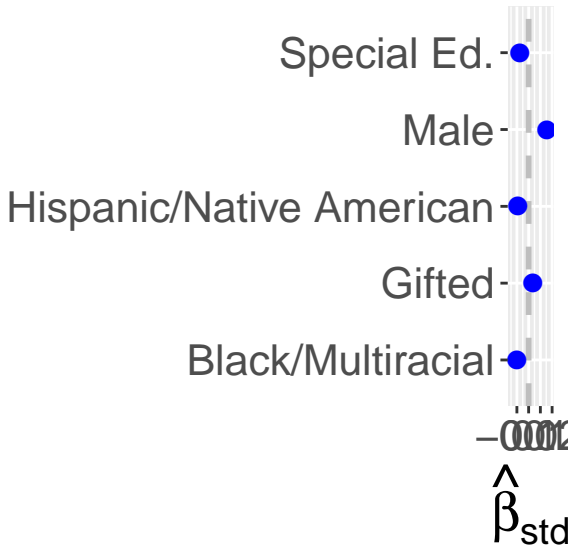 Special Ed.
Male
Hispanic/Native American
Gifted
Black/Multiracial
β̂std